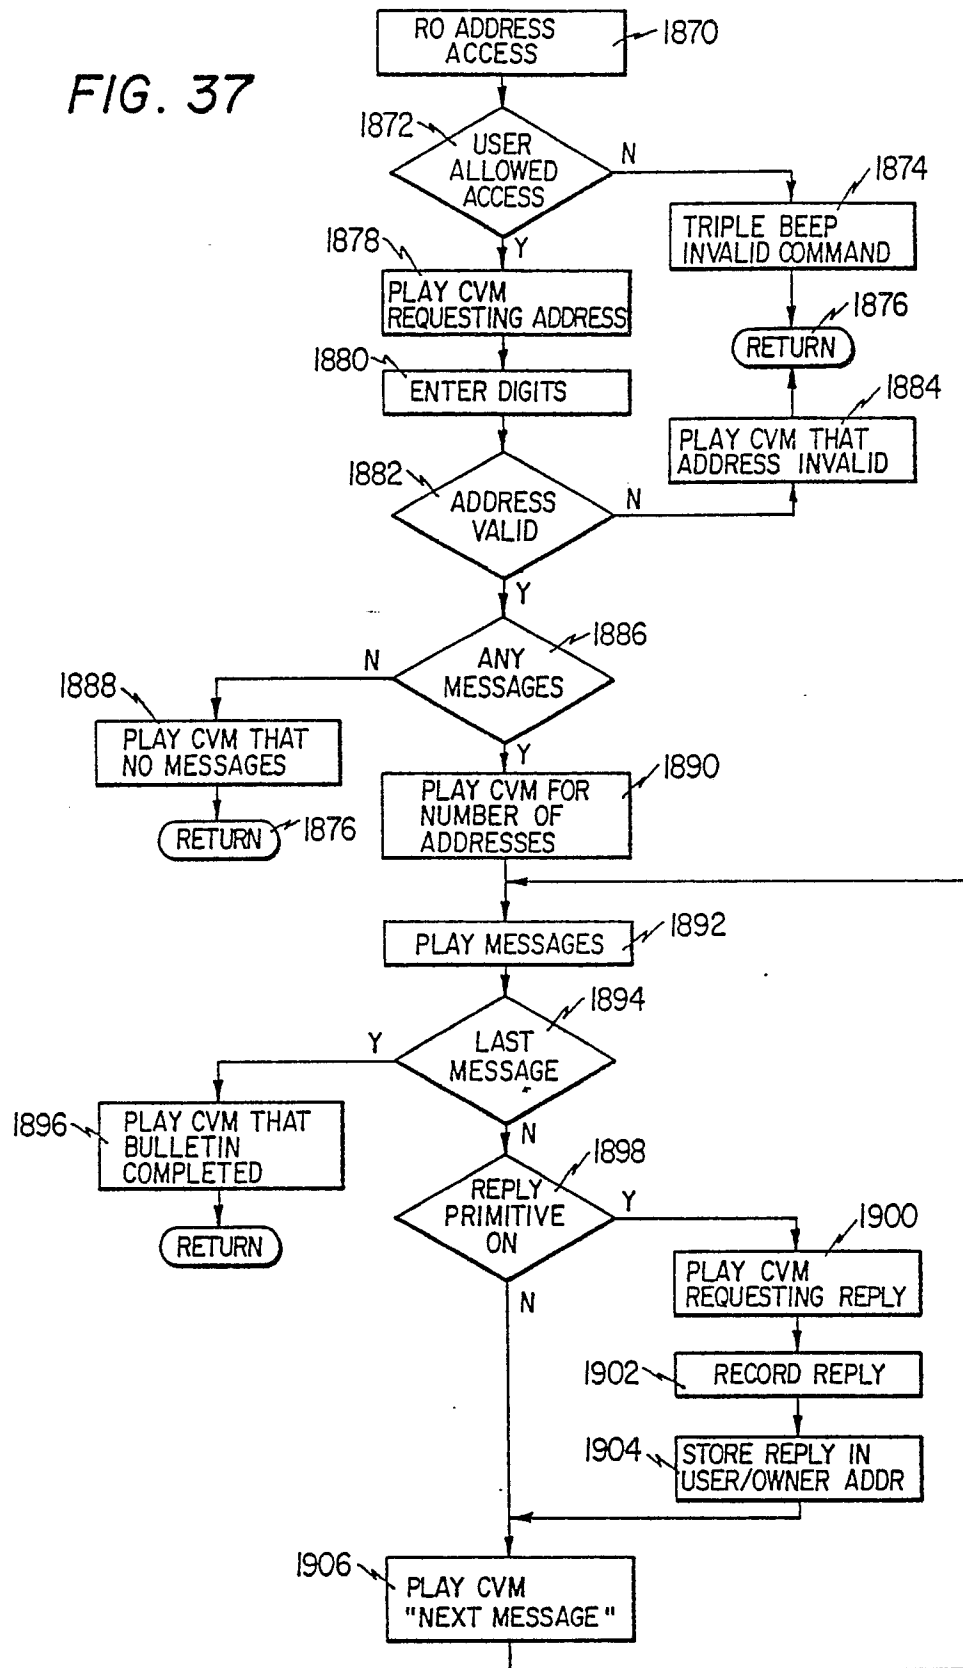 FIG. 37
RO ADDRESS
ACCESS
1870
1872
USER
ALLOWED
ACCESS
N
Y
1874
TRIPLE BEEP
INVALID COMMAND
1876
RETURN
1878
PLAY CVM
REQUESTING ADDRESS
1880
ENTER DIGITS
1884
PLAY CVM THAT
ADDRESS INVALID
1882
ADDRESS
VALID
N
Y
1886
ANY
MESSAGES
N
Y
1888
PLAY CVM THAT
NO MESSAGES
RETURN
1876
1890
PLAY CVM FOR
NUMBER OF
ADDRESSES
PLAY MESSAGES
1892
1894
LAST
MESSAGE
Y
N
1896
PLAY CVM THAT
BULLETIN
COMPLETED
RETURN
1898
REPLY
PRIMITIVE
ON
Y
N
1900
PLAY CVM
REQUESTING REPLY
1902
RECORD REPLY
1904
STORE REPLY IN
USER/OWNER ADDR
1906
PLAY CVM
"NEXT MESSAGE"